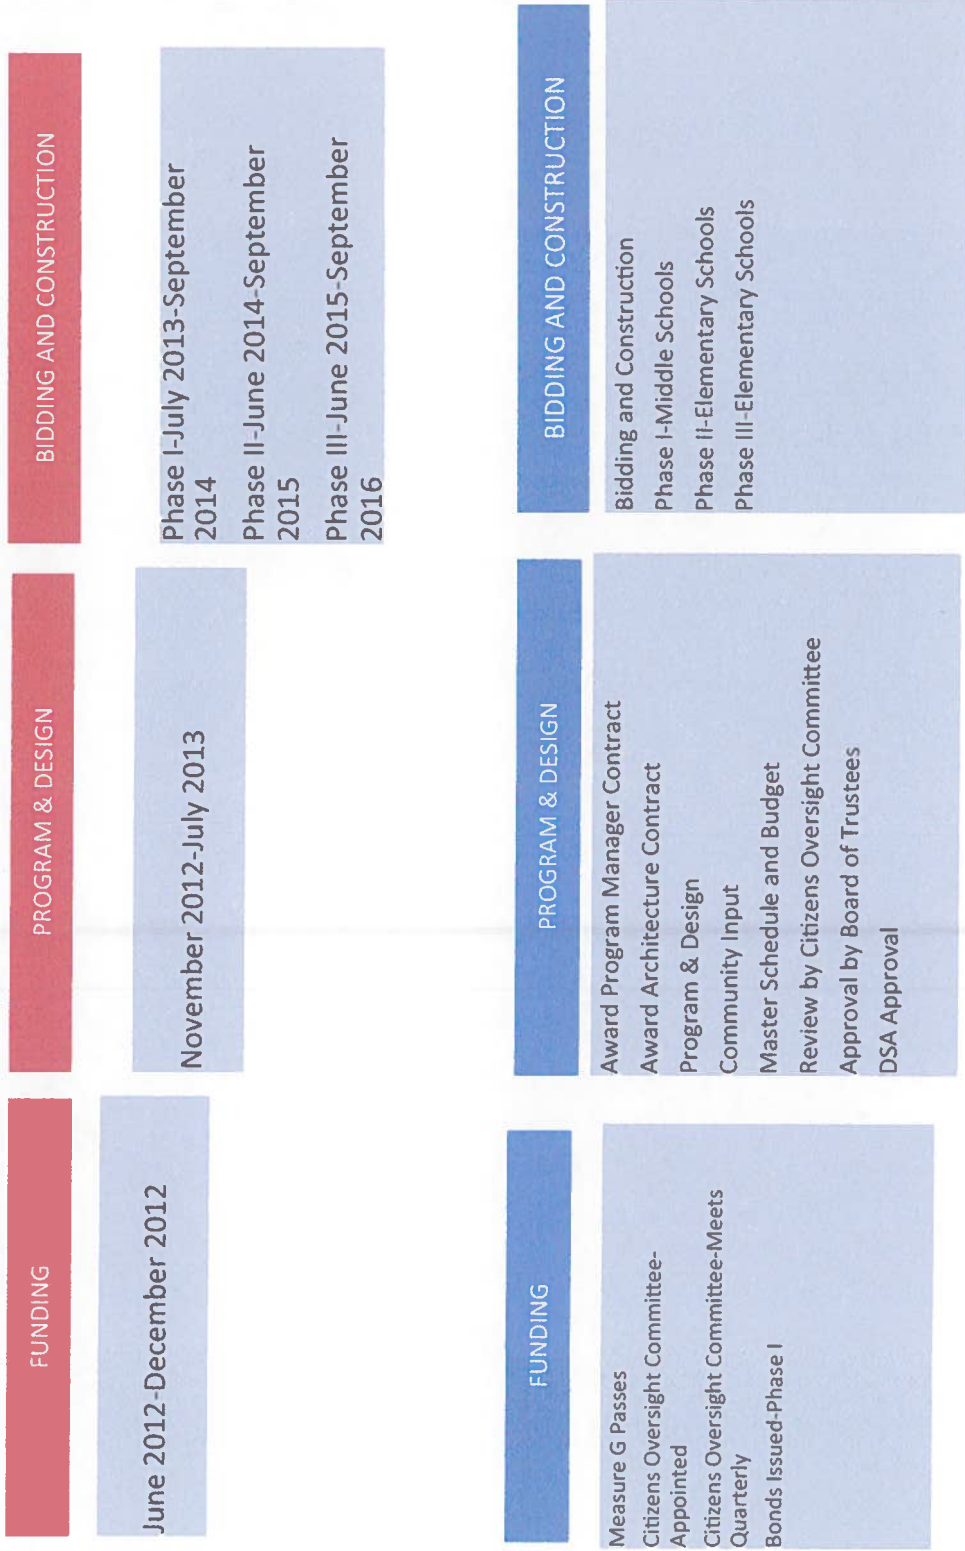 FUNDING
June 2012-December 2012
PROGRAM & DESIGN
November 2012-July 2013
BIDDING AND CONSTRUCTION
Phase I-July 2013-September
2014
Phase II-June 2014-September
2015
Phase III-June 2015-September
2016
FUNDING
Measure G Passes
Citizens Oversight Committee-
Appointed
Citizens Oversight Committee-Meets
Quarterly
Bonds Issued-Phase I
PROGRAM & DESIGN
Award Program Manager Contract
Award Architecture Contract
Program & Design
Community Input
Master Schedule and Budget
Review by Citizens Oversight Committee
Approval by Board of Trustees
DSA Approval
BIDDING AND CONSTRUCTION
Bidding and Construction
Phase I-Middle Schools
Phase II-Elementary Schools
Phase III-Elementary Schools